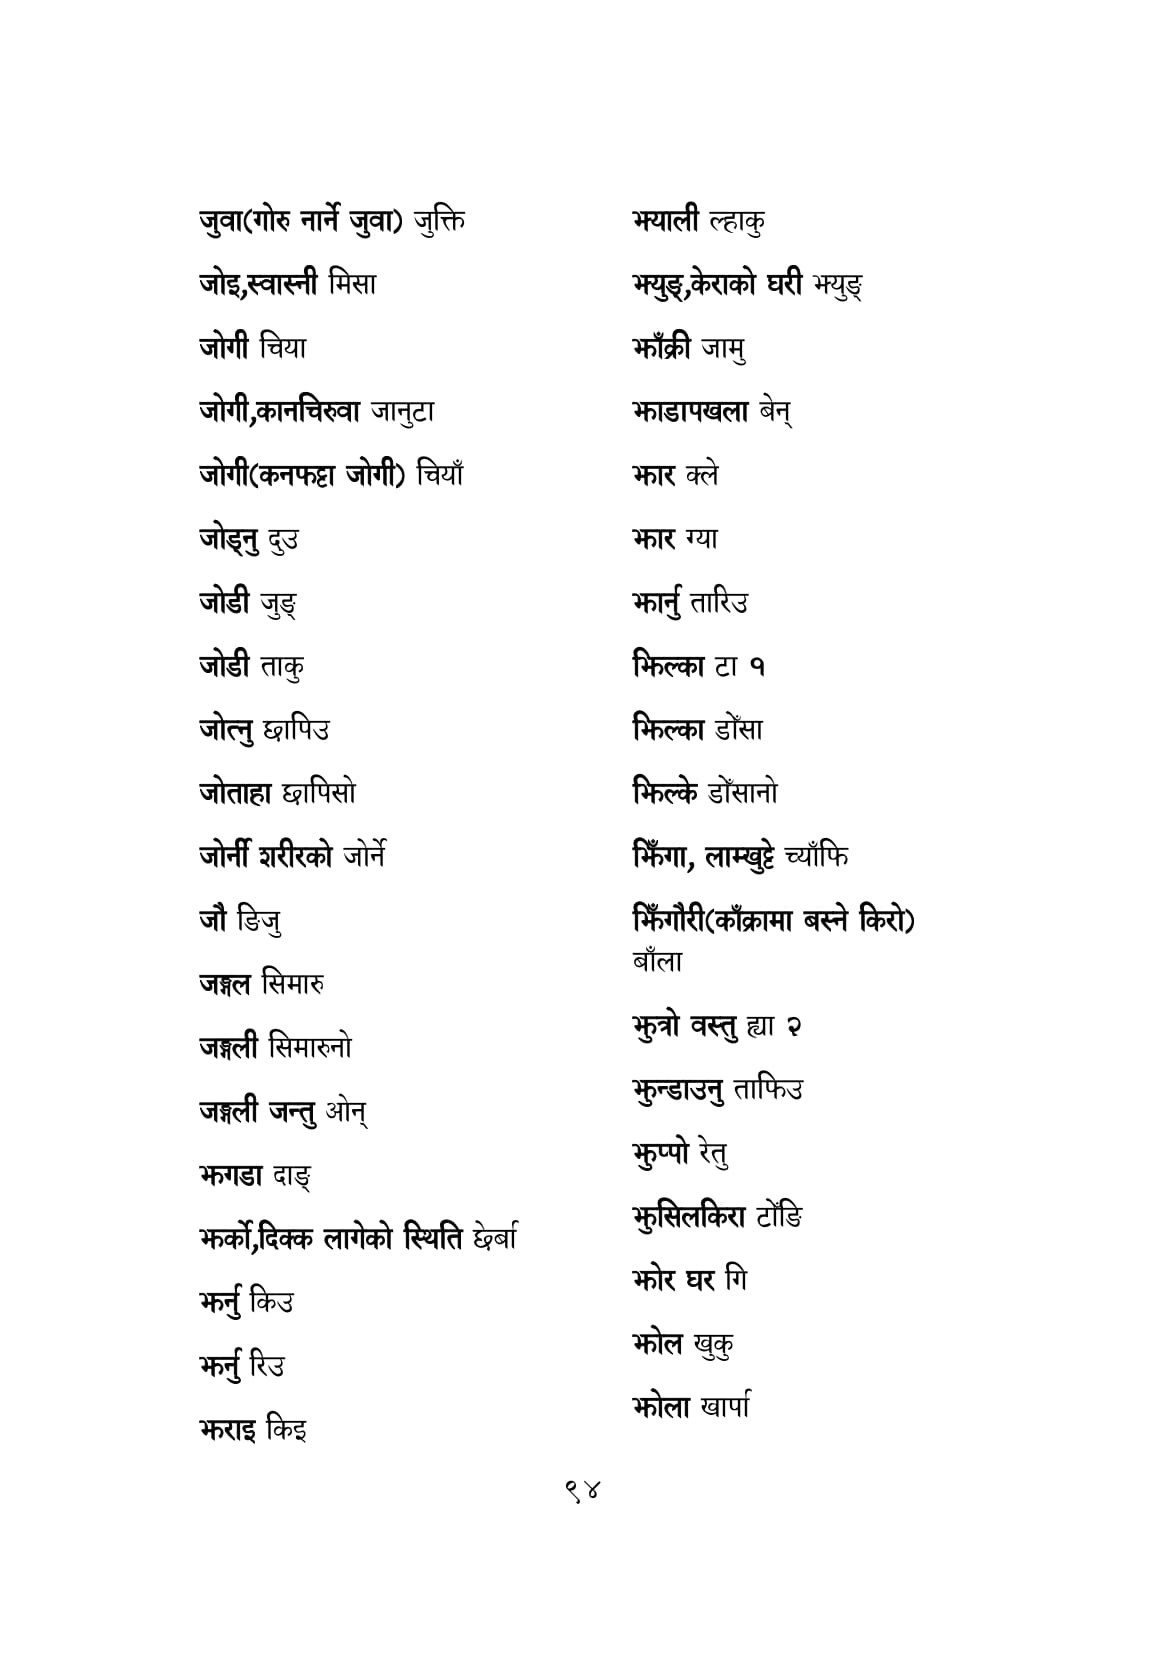 जुवा(गोरु नार्ने जुवा) जुक्ति
जोइ,स्वास्नी मिसा
जोगी चिया
जोगी,कानचिरुवा जानुटा
जोगी(कनफट्टा जोगी) चियाँ
जोड्नु दुउ
जोडी जुङ्
जोडी ताकु
जोत्नु छापिउ
जोताहा छापिसो
जोर्नी शरीरको जोर्ने
जौ ङिजु
जङ्गल सिमारु
जङ्गली सिमारुनो
जङ्गली जन्तु ओन्
झगडा दाङ्
झर्को,दिक्क लागेको स्थिति छेर्बा
झर्नु किउ
झर्नु रिउ
झराइ किइ
झ्याली ल्हाकु
झ्युङ्,केराको घरी झ्युङ्
झाँक्री जामु
झाडापखला बेन्
झार क्ले
झार ग्या
झार्नु तारिउ
झिल्का टा १
झिल्का डोँसा
झिल्के डोँसानो
झिँगा, लाम्खुट्टे च्याँफि
झिँगौरी(काँक्रामा बस्ने किरो)
बाँला
झुत्रो वस्तु ह्या २
झुन्डाउनु ताफिउ
झुप्पो रेतु
झुसिलकिरा टोँङि
झोर घर गि
झोल खुकु
झोला खार्पा
९४